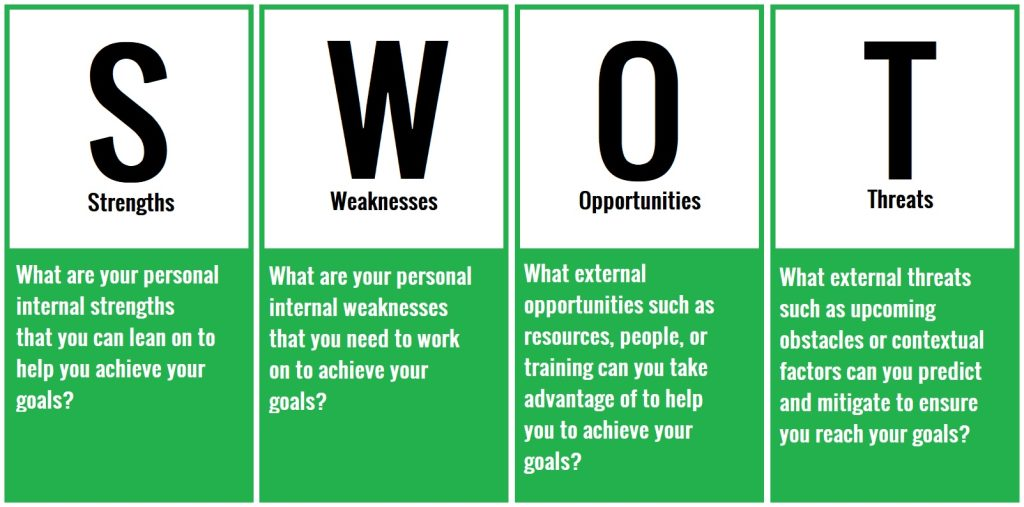 S
Strengths
What are your personal
internal strengths
that you can lean on to
help you achieve your
goals?
W
Weaknesses
What are your personal
internal weaknesses
that you need to work
on to achieve your
goals?
O
Opportunities
What external
opportunities such as
resources, people, or
training can you take
advantage of to help
you to achieve your
goals?
T
Threats
What external threats
such as upcoming
obstacles or contextual
factors can you predict
and mitigate to ensure
you reach your goals?